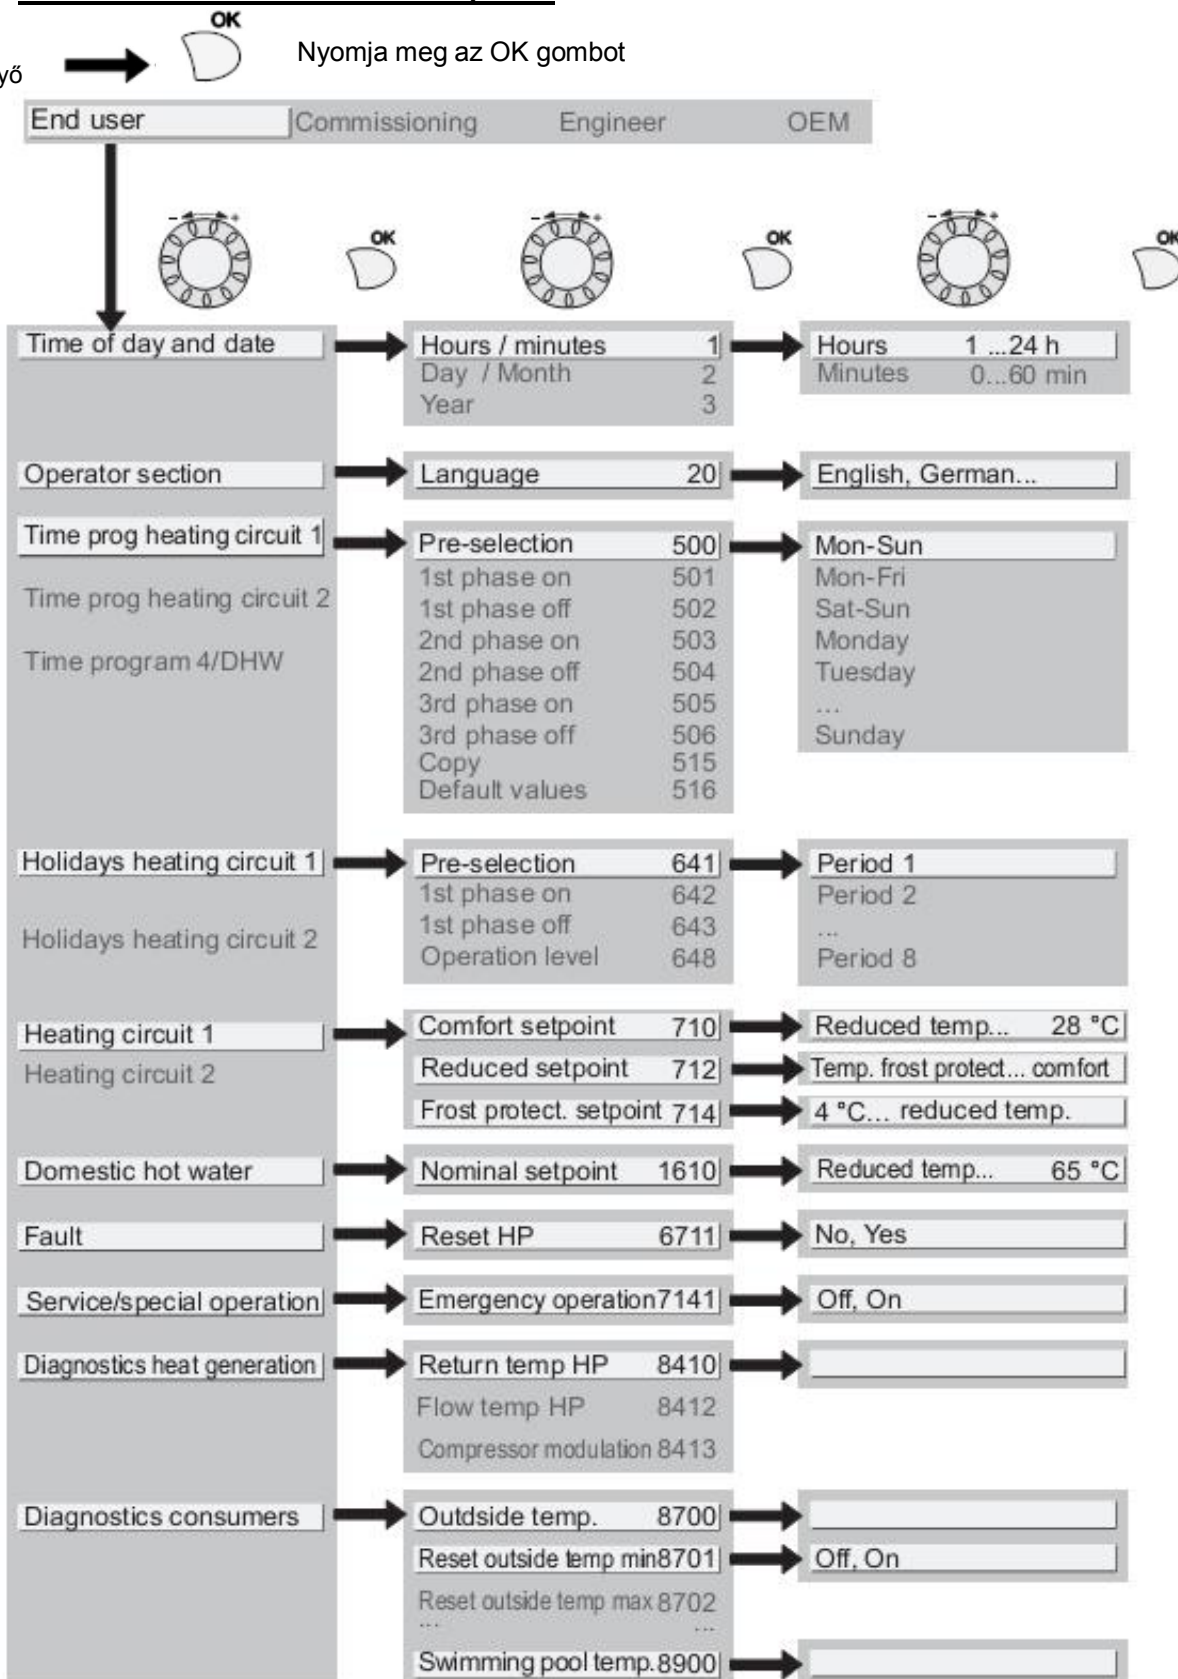 OK
Nyomja meg az OK gombot
yő
End user Commissioning Engineer OEM
- +
OK
- +
OK
- +
OK
Time of day and date Hours / minutes 1 Hours 1 ...24 h
Day / Month 2 Minutes 0...60 min
Year 3
Operator section Language 20 English, German...
Time prog heating circuit 1 Pre-selection 500 Mon-Sun
1st phase on 501 Mon-Fri
Time prog heating circuit 2 1st phase off 502 Sat-Sun
2nd phase on 503 Monday
Time program 4/DHW 2nd phase off 504 Tuesday
3rd phase on 505 ...
3rd phase off 506 Sunday
Copy 515
Default values 516
Holidays heating circuit 1 Pre-selection 641 Period 1
1st phase on 642 Period 2
Holidays heating circuit 2 1st phase off 643 ...
Operation level 648 Period 8
Heating circuit 1 Comfort setpoint 710 Reduced temp... 28 °C
Heating circuit 2 Reduced setpoint 712 Temp. frost protect... comfort
Frost protect. setpoint 714 4 °C... reduced temp.
Domestic hot water Nominal setpoint 1610 Reduced temp... 65 °C
Fault Reset HP 6711 No, Yes
Service/special operation Emergency operation7141 Off, On
Diagnostics heat generation Return temp HP 8410
Flow temp HP 8412
Compressor modulation 8413
Diagnostics consumers Outdside temp. 8700
Reset outside temp min8701 Off, On
Reset outside temp max 8702
... ...
Swimming pool temp.8900